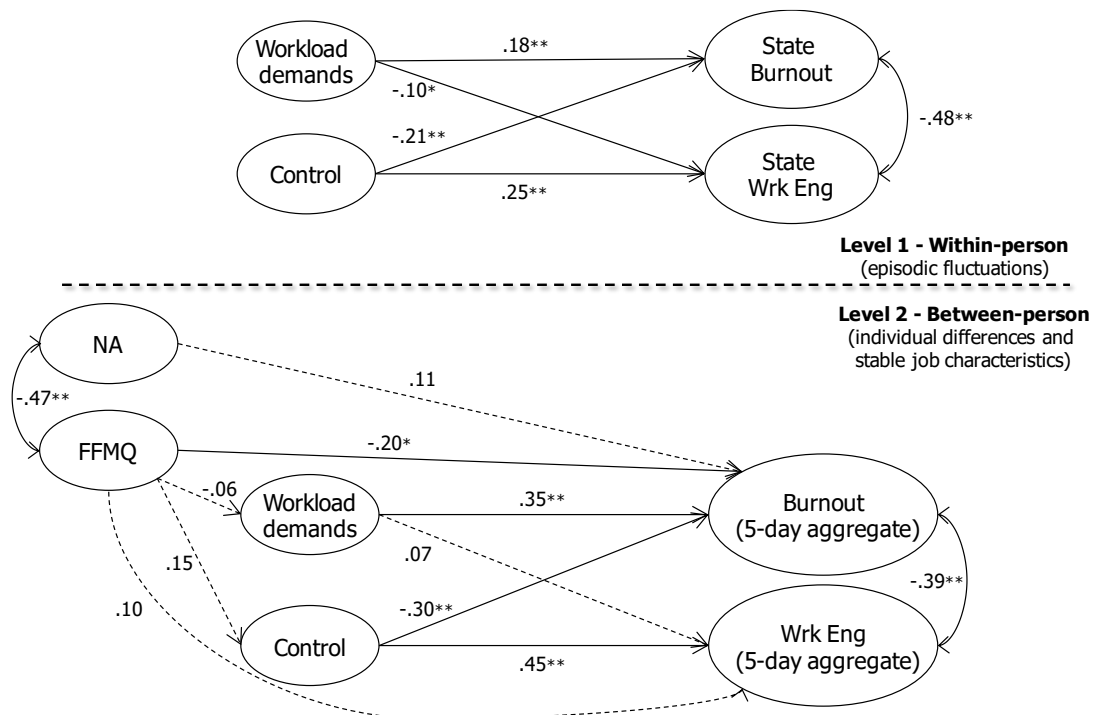 Workload
demands
.18**
State
Burnout
-.10*
-.48**
-.21**
Control
State
Wrk Eng
.25**
Level 1 - Within-person
(episodic fluctuations)
Level 2 - Between-person
(individual differences and
stable job characteristics)
NA
.11
-.47**
FFMQ
-.20*
-.06
Workload
demands
.35**
Burnout
(5-day aggregate)
.07
.15
-.39**
.10
-.30**
Control
Wrk Eng
(5-day aggregate)
.45**